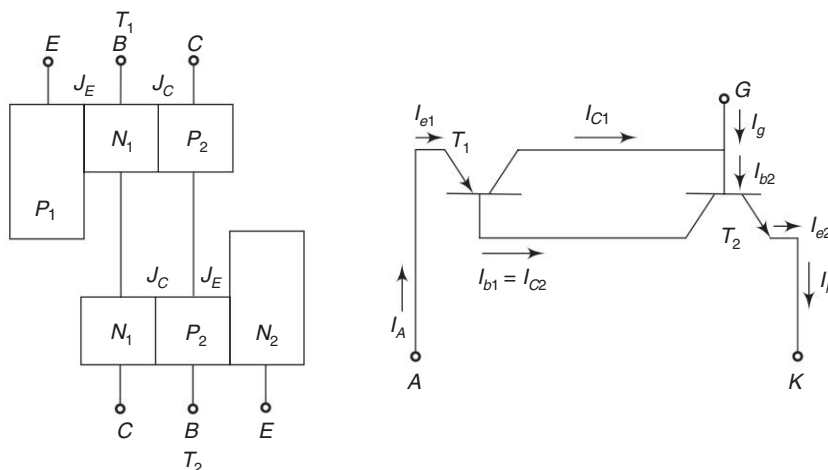 T1
E B C
JE JC
N1 P2
P1
JC JE
N1 P2 N2
C B E
T2
G
Ie1 T1 IC1 Ig
Ib2
T2 Ie2
Ib1 = IC2
IA
A K